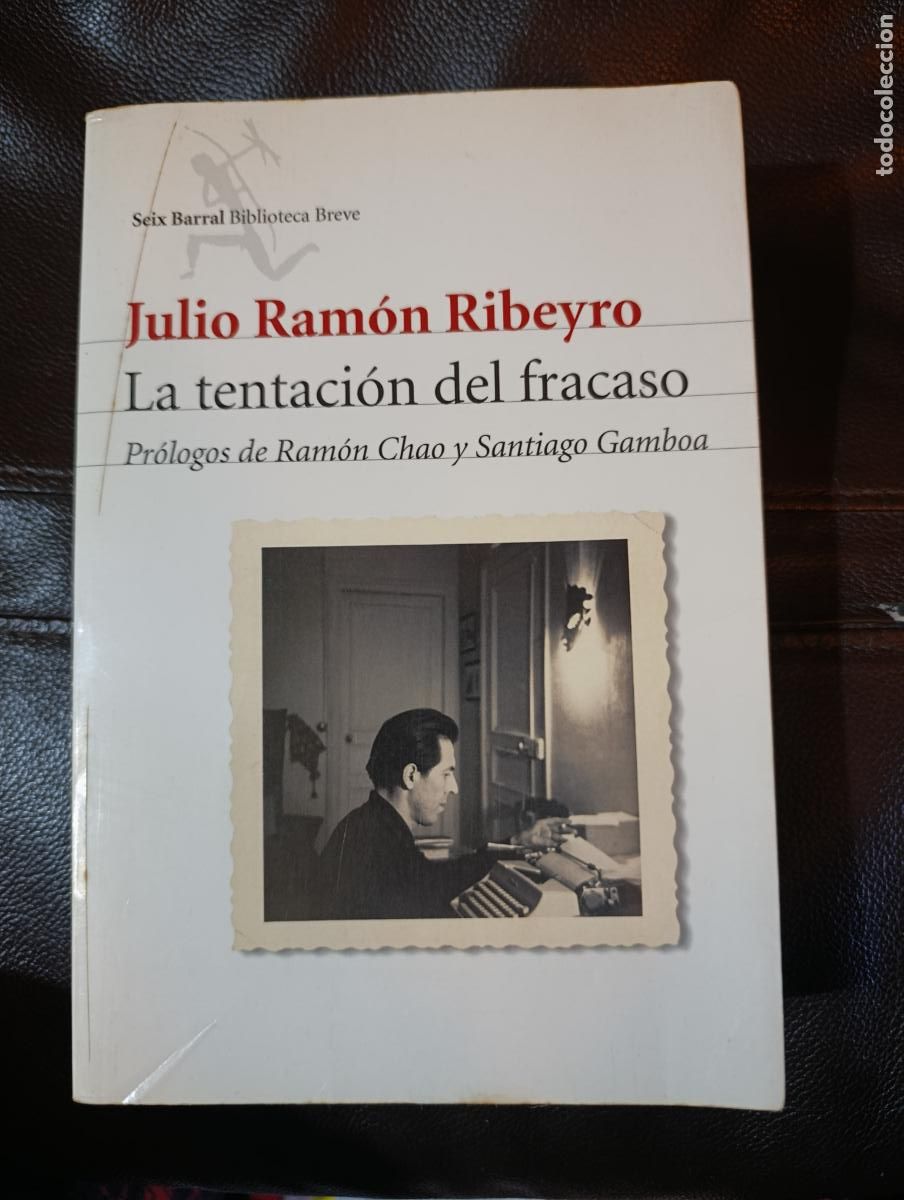 Seix Barral Biblioteca Breve
Julio Ramón Ribeyro
La tentación del fracaso
Prólogos de Ramón Chao y Santiago Gamboa
todocoleccion